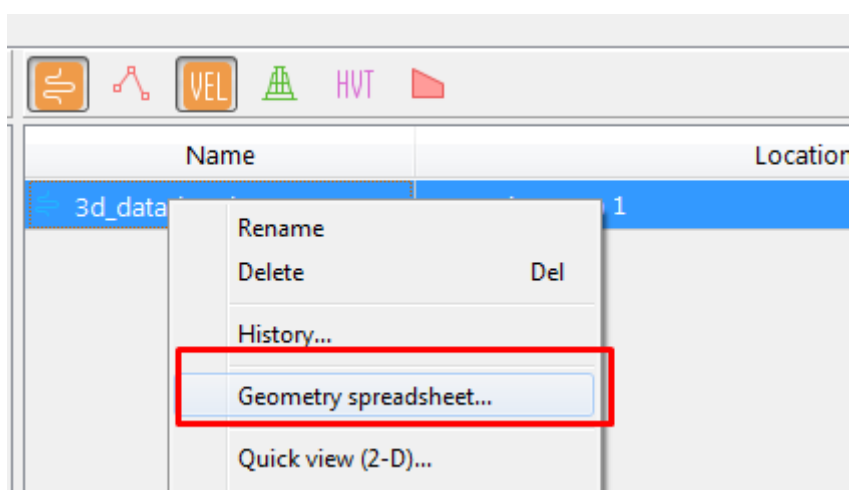 VEL HVT
Name Location
3d_data 1
Rename
Delete Del
History...
Geometry spreadsheet...
Quick view (2-D)...